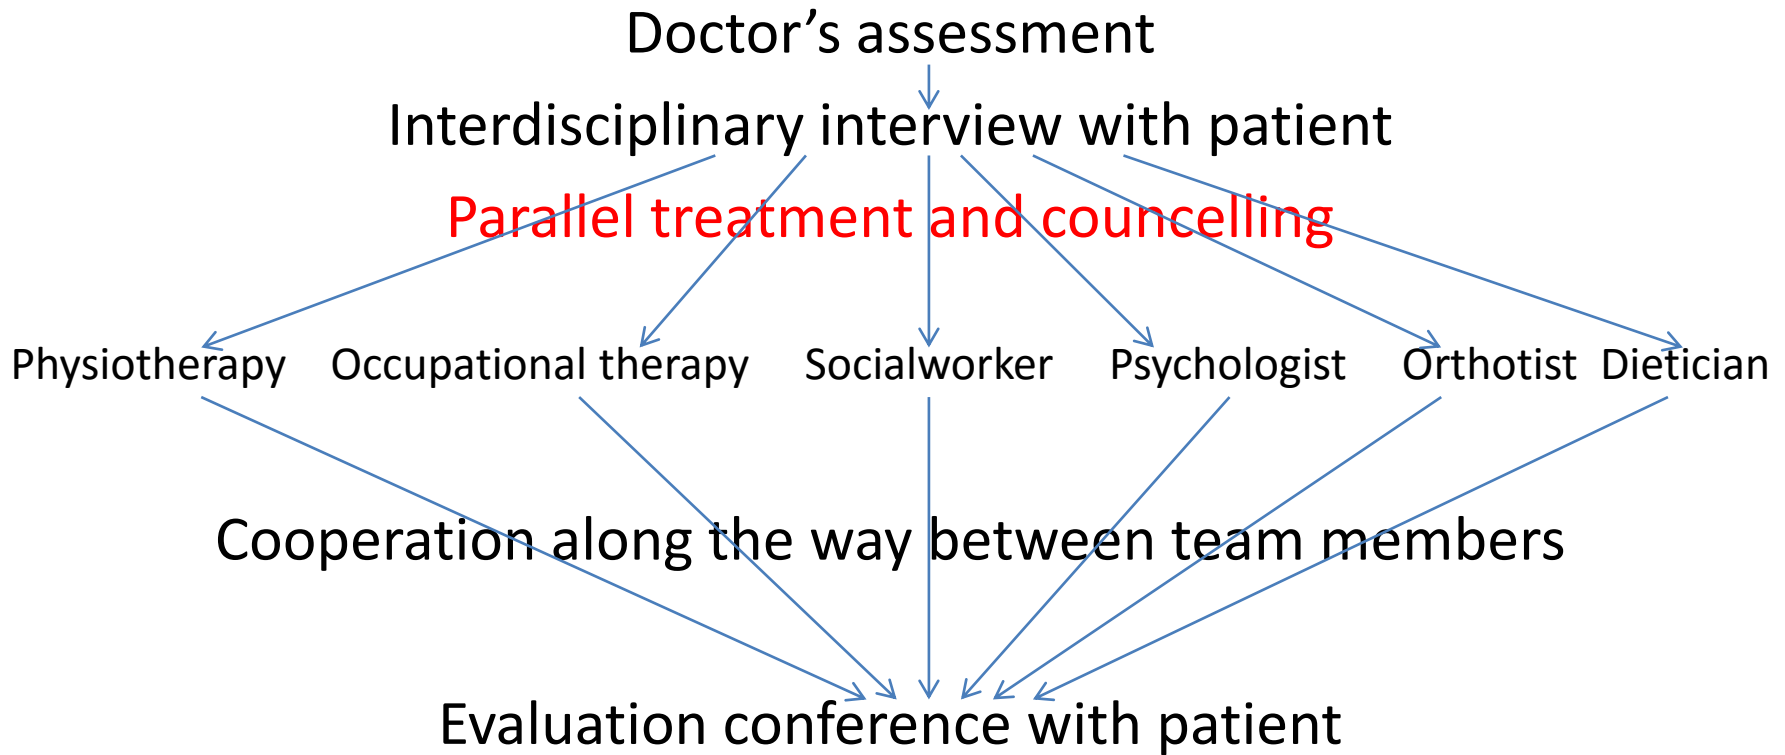 Doctor’s assessment
Interdisciplinary interview with patient
Parallel treatment and councelling
Physiotherapy Occupational therapy Socialworker Psychologist Orthotist Dietician
Cooperation along the way between team members
Evaluation conference with patient